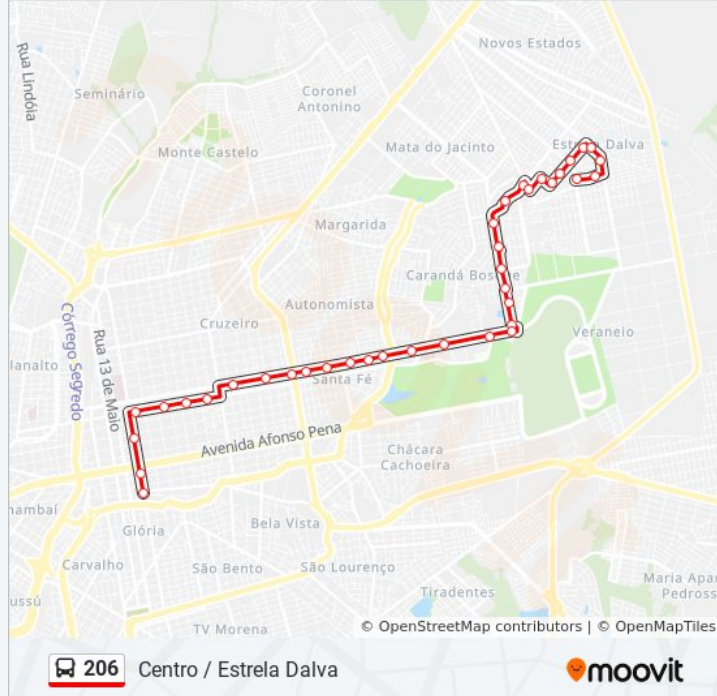 Novos Estados
Rua Lindóia
Seminário
Coronel
Antonino
Monte Castelo
Mata do Jacinto
Estrela Dalva
Margarida
Carandá Bosque
Autonomista
Cruzeiro
Veraneio
Córrego Segredo
Rua 13 de Maio
lanalto
Santa Fé
Avenida Afonso Pena
Chácara
Cachoeira
hambaí
Glória
Bela Vista
Carvalho
São Bento
São Lourenço
Tiradentes
Maria Apar
Pedross
ussú
TV Morena
© OpenStreetMap contributors | © OpenMapTiles
206 Centro / Estrela Dalva
moovit